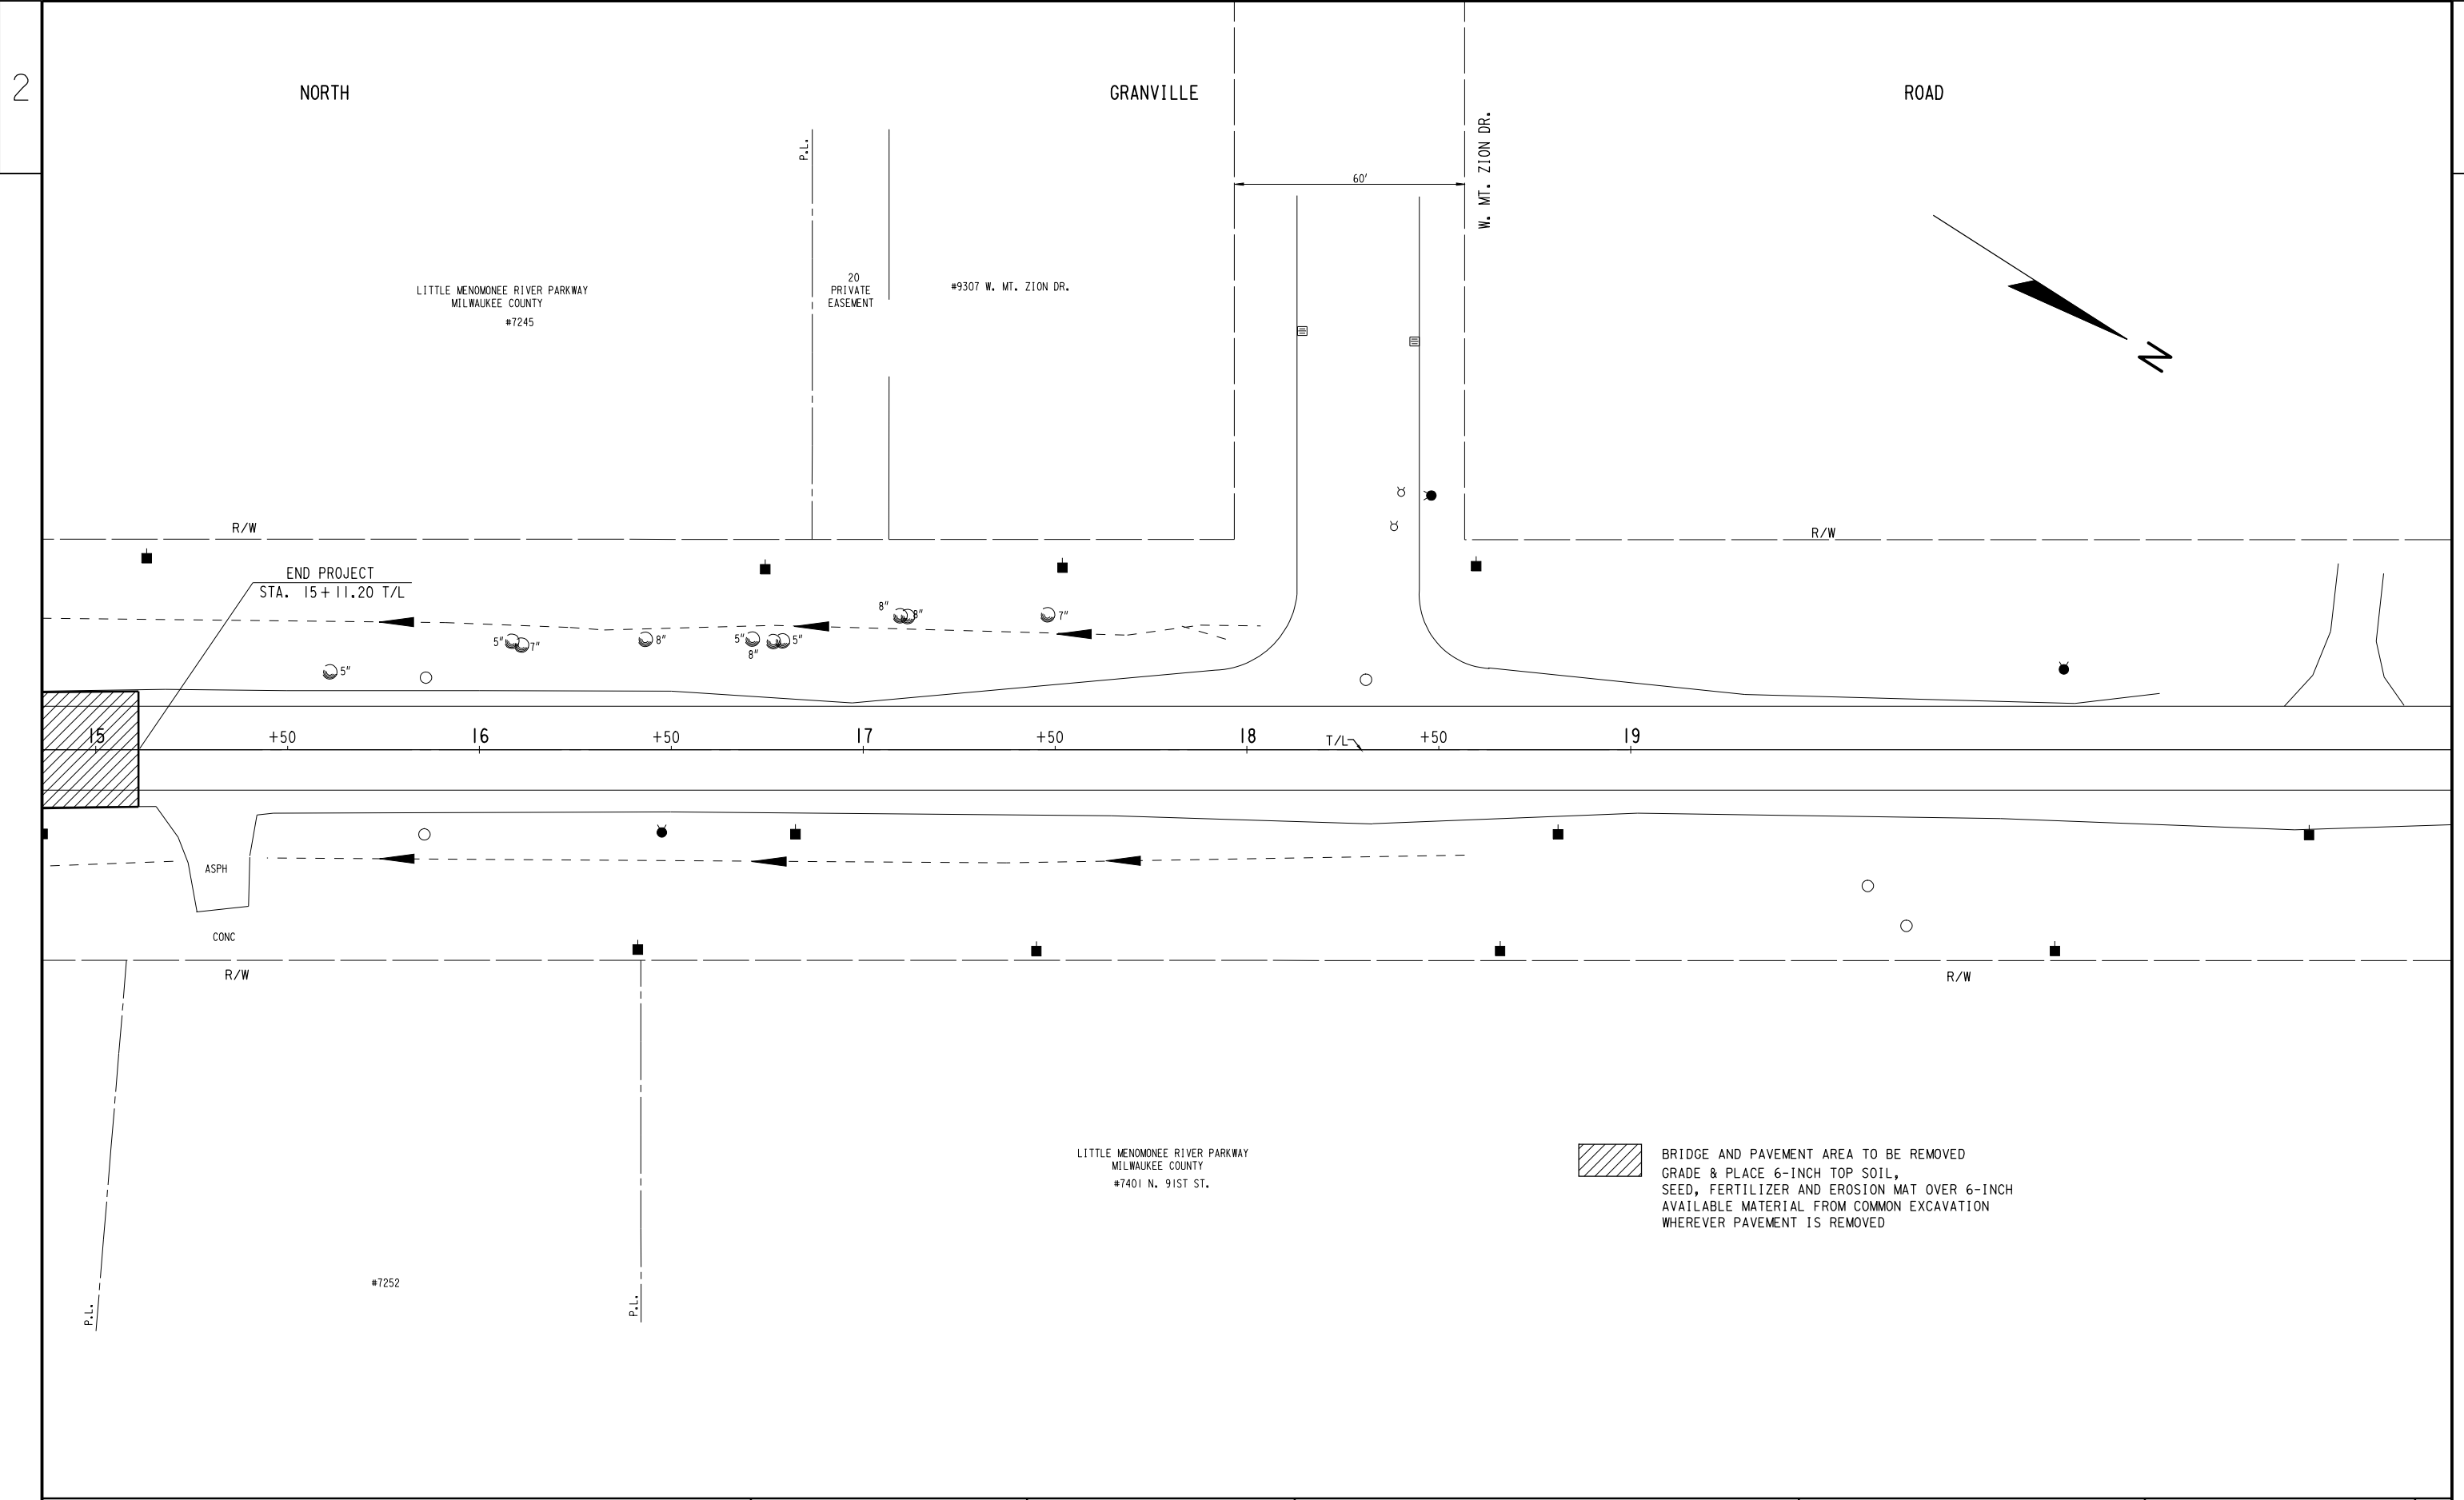 2
NORTH GRANVILLE ROAD
W. MT. ZION DR.
P.L.
60'
20
PRIVATE
EASEMENT
LITTLE MENOMONEE RIVER PARKWAY
MILWAUKEE COUNTY
#7245
#9307 W. MT. ZION DR.
N
R/W
R/W
END PROJECT
STA. 15+11.20 T/L
8" 8"
7"
5" 7"
8"
5" 5"
8"
5"
15 +50 16 +50 17 +50 18 T/L +50 19
ASPH
CONC
R/W
R/W
LITTLE MENOMONEE RIVER PARKWAY
MILWAUKEE COUNTY
#7401 N. 91ST ST.
BRIDGE AND PAVEMENT AREA TO BE REMOVED
GRADE & PLACE 6-INCH TOP SOIL,
SEED, FERTILIZER AND EROSION MAT OVER 6-INCH
AVAILABLE MATERIAL FROM COMMON EXCAVATION
WHEREVER PAVEMENT IS REMOVED
#7252
P.L.
P.L.